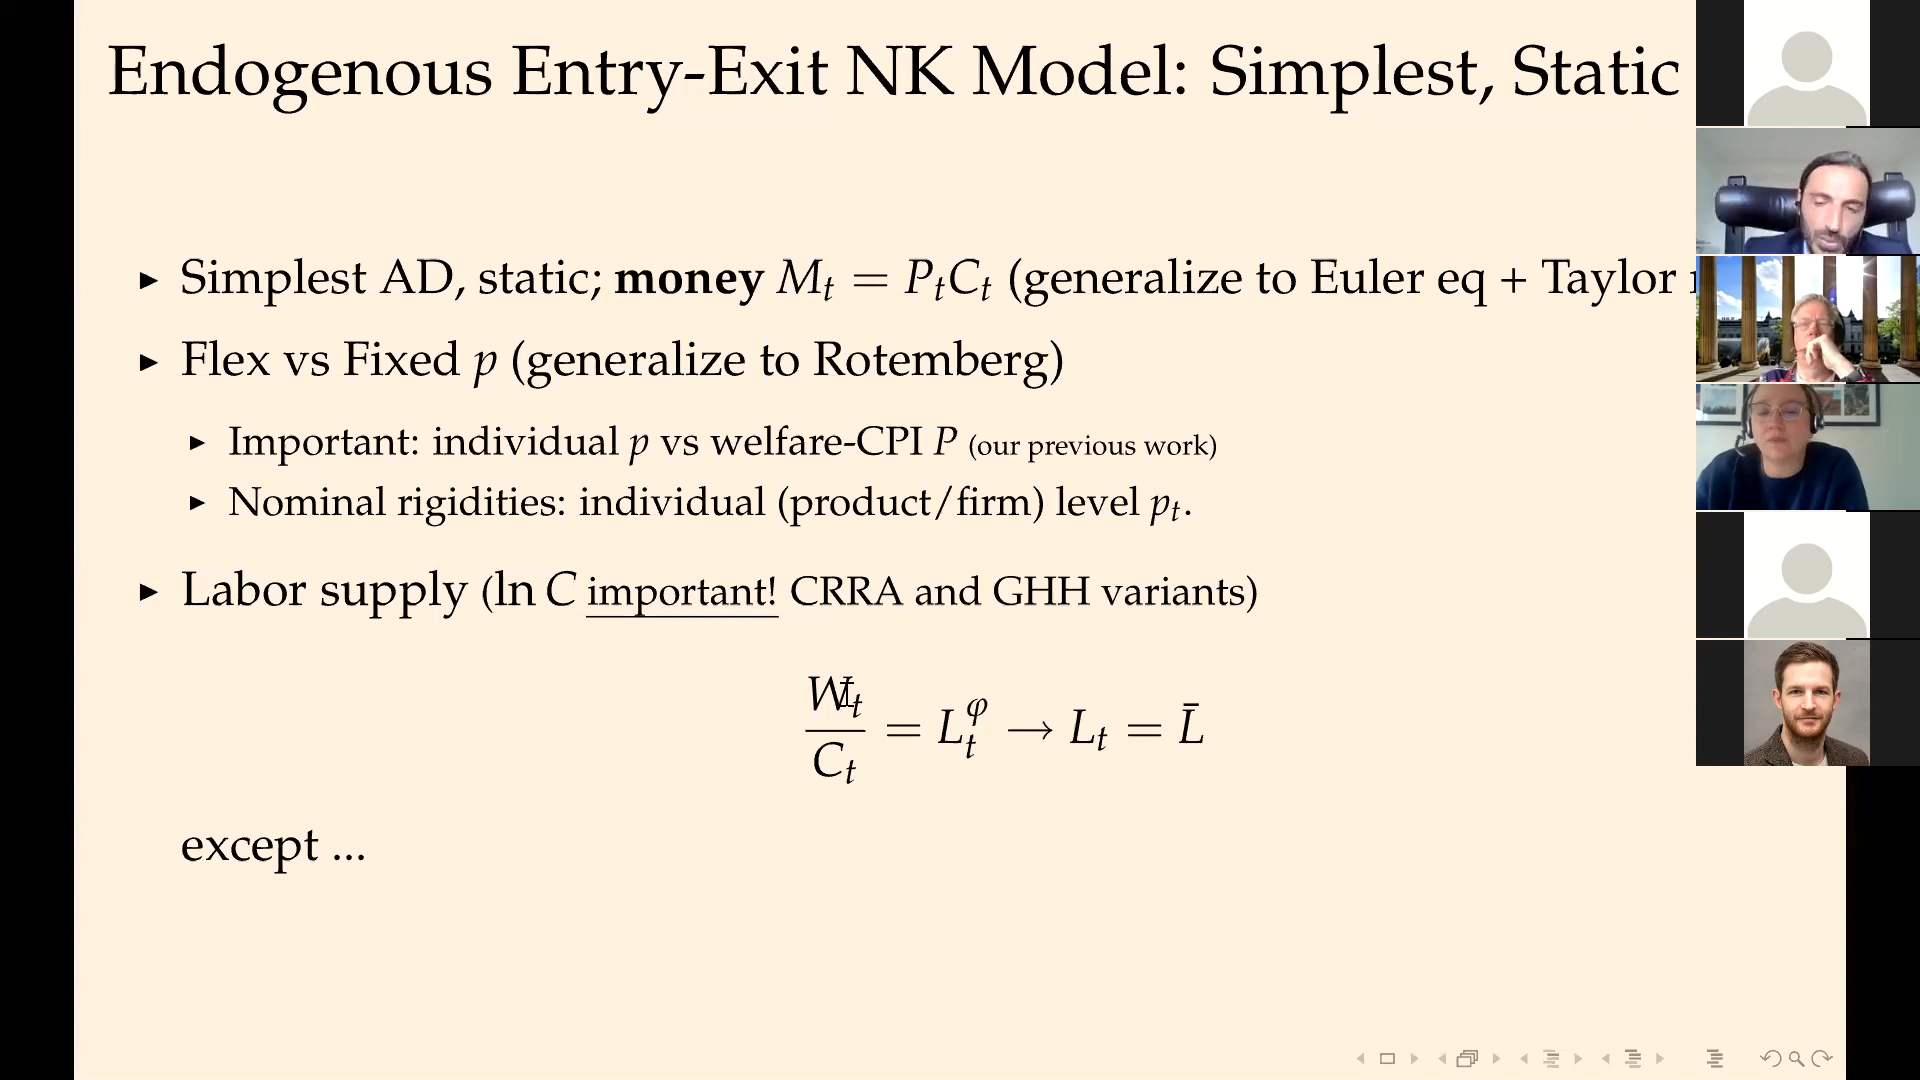 Endogenous Entry-Exit NK Model: Simplest, Static
▸ Simplest AD, static; money M_t = P_tC_t (generalize to Euler eq + Taylor
▸ Flex vs Fixed p (generalize to Rotemberg)
▸ Important: individual p vs welfare-CPI P (our previous work)
▸ Nominal rigidities: individual (product/firm) level p_t.
▸ Labor supply (ln C important! CRRA and GHH variants)
W_t/C_t = L_t^φ → L_t = L̄
except ...